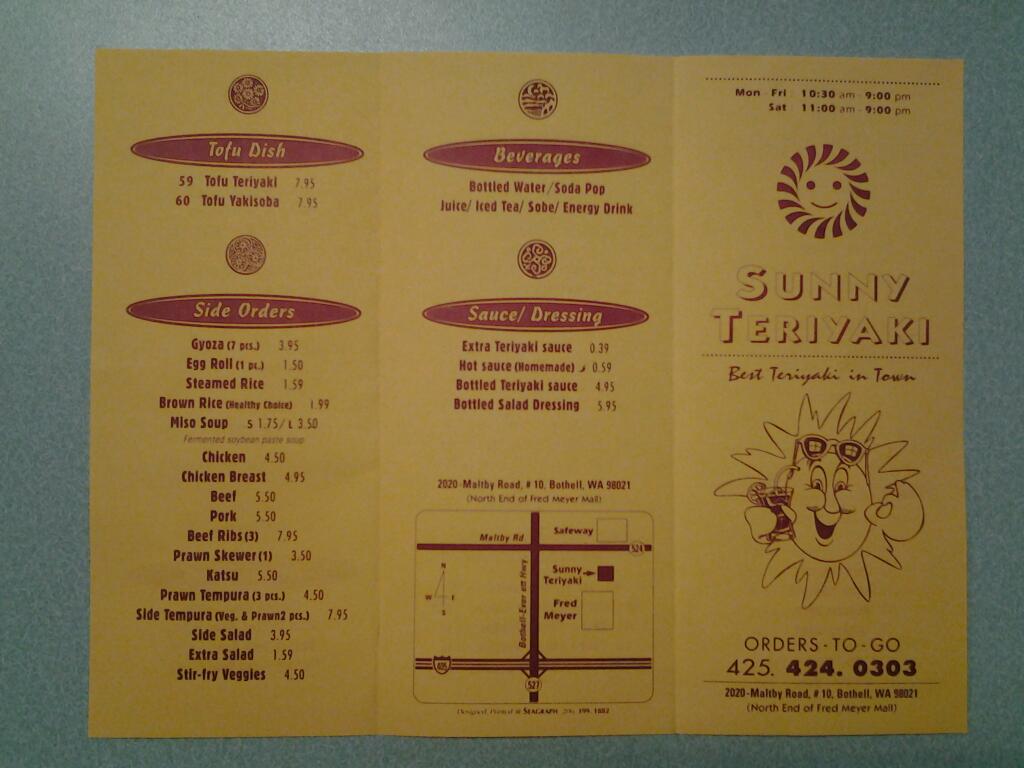 Tofu Dish
59 Tofu Teriyaki 7.95
60 Tofu Yakisoba 7.95
Side Orders
Gyoza (7 pcs.) 3.95
Egg Roll (1 pc.) 1.50
Steamed Rice 1.59
Brown Rice (Healthy Choice) 1.99
Miso Soup S 1.75/ L 3.50
Fermented soybean paste soup
Chicken 4.50
Chicken Breast 4.95
Beef 5.50
Pork 5.50
Beef Ribs (3) 7.95
Prawn Skewer (1) 3.50
Katsu 5.50
Prawn Tempura (3 pcs.) 4.50
Side Tempura (Veg. & Prawn2 pcs.) 7.95
Side Salad 3.95
Extra Salad 1.59
Stir-fry Veggies 4.50
Beverages
Bottled Water/Soda Pop
Juice/ Iced Tea/ Sobe/ Energy Drink
Sauce/ Dressing
Extra Teriyaki sauce 0.39
Hot sauce (Homemade) 0.59
Bottled Teriyaki sauce 4.95
Bottled Salad Dressing 5.95
2020-Maltby Road, # 10, Bothell, WA 98021
(North End of Fred Meyer Mall)
Maltby Rd
Safeway
524
N
W E
S
Bothell-Everett Hwy
Sunny
Teriyaki
Fred
Meyer
405
527
Designed, Printed @ SEAGRAPH 206. 399. 1882
Mon - Fri 10:30 am - 9:00 pm
Sat 11:00 am - 9:00 pm
SUNNY
TERIYAKI
Best Teriyaki in Town
ORDERS-TO-GO
425. 424. 0303
2020-Maltby Road, # 10, Bothell, WA 98021
(North End of Fred Meyer Mall)